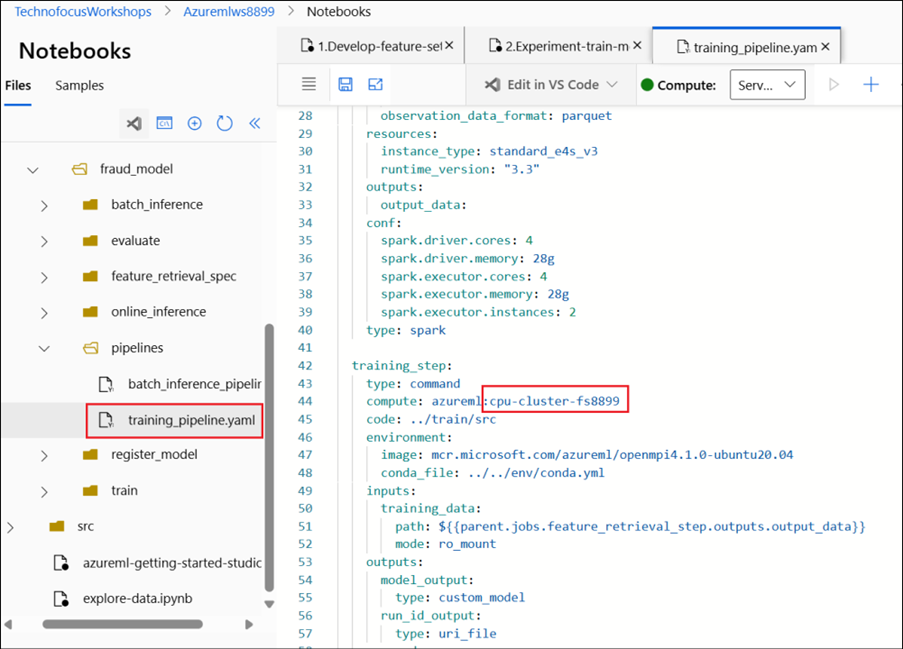 TechnofocusWorkshops > Azuremlws8899 > Notebooks
Notebooks
Files Samples
1.Develop-feature-set
2.Experiment-train-m
training_pipeline.yam
Edit in VS Code
Compute:
Serv...
fraud_model
batch_inference
evaluate
feature_retrieval_spec
online_inference
pipelines
batch_inference_pipelin
training_pipeline.yaml
register_model
train
src
azureml-getting-started-studic
explore-data.ipynb
28 observation_data_format: parquet
29 resources:
30 instance_type: standard_e4s_v3
31 runtime_version: "3.3"
32 outputs:
33 output_data:
34 conf:
35 spark.driver.cores: 4
36 spark.driver.memory: 28g
37 spark.executor.cores: 4
38 spark.executor.memory: 28g
39 spark.executor.instances: 2
40 type: spark
41
42 training_step:
43 type: command
44 compute: azureml:cpu-cluster-fs8899
45 code: ../train/src
46 environment:
47 image: mcr.microsoft.com/azureml/openmpi4.1.0-ubuntu20.04
48 conda_file: ../../env/conda.yml
49 inputs:
50 training_data:
51 path: ${{parent.jobs.feature_retrieval_step.outputs.output_data}}
52 mode: ro_mount
53 outputs:
54 model_output:
55 type: custom_model
56 run_id_output:
57 type: uri_file